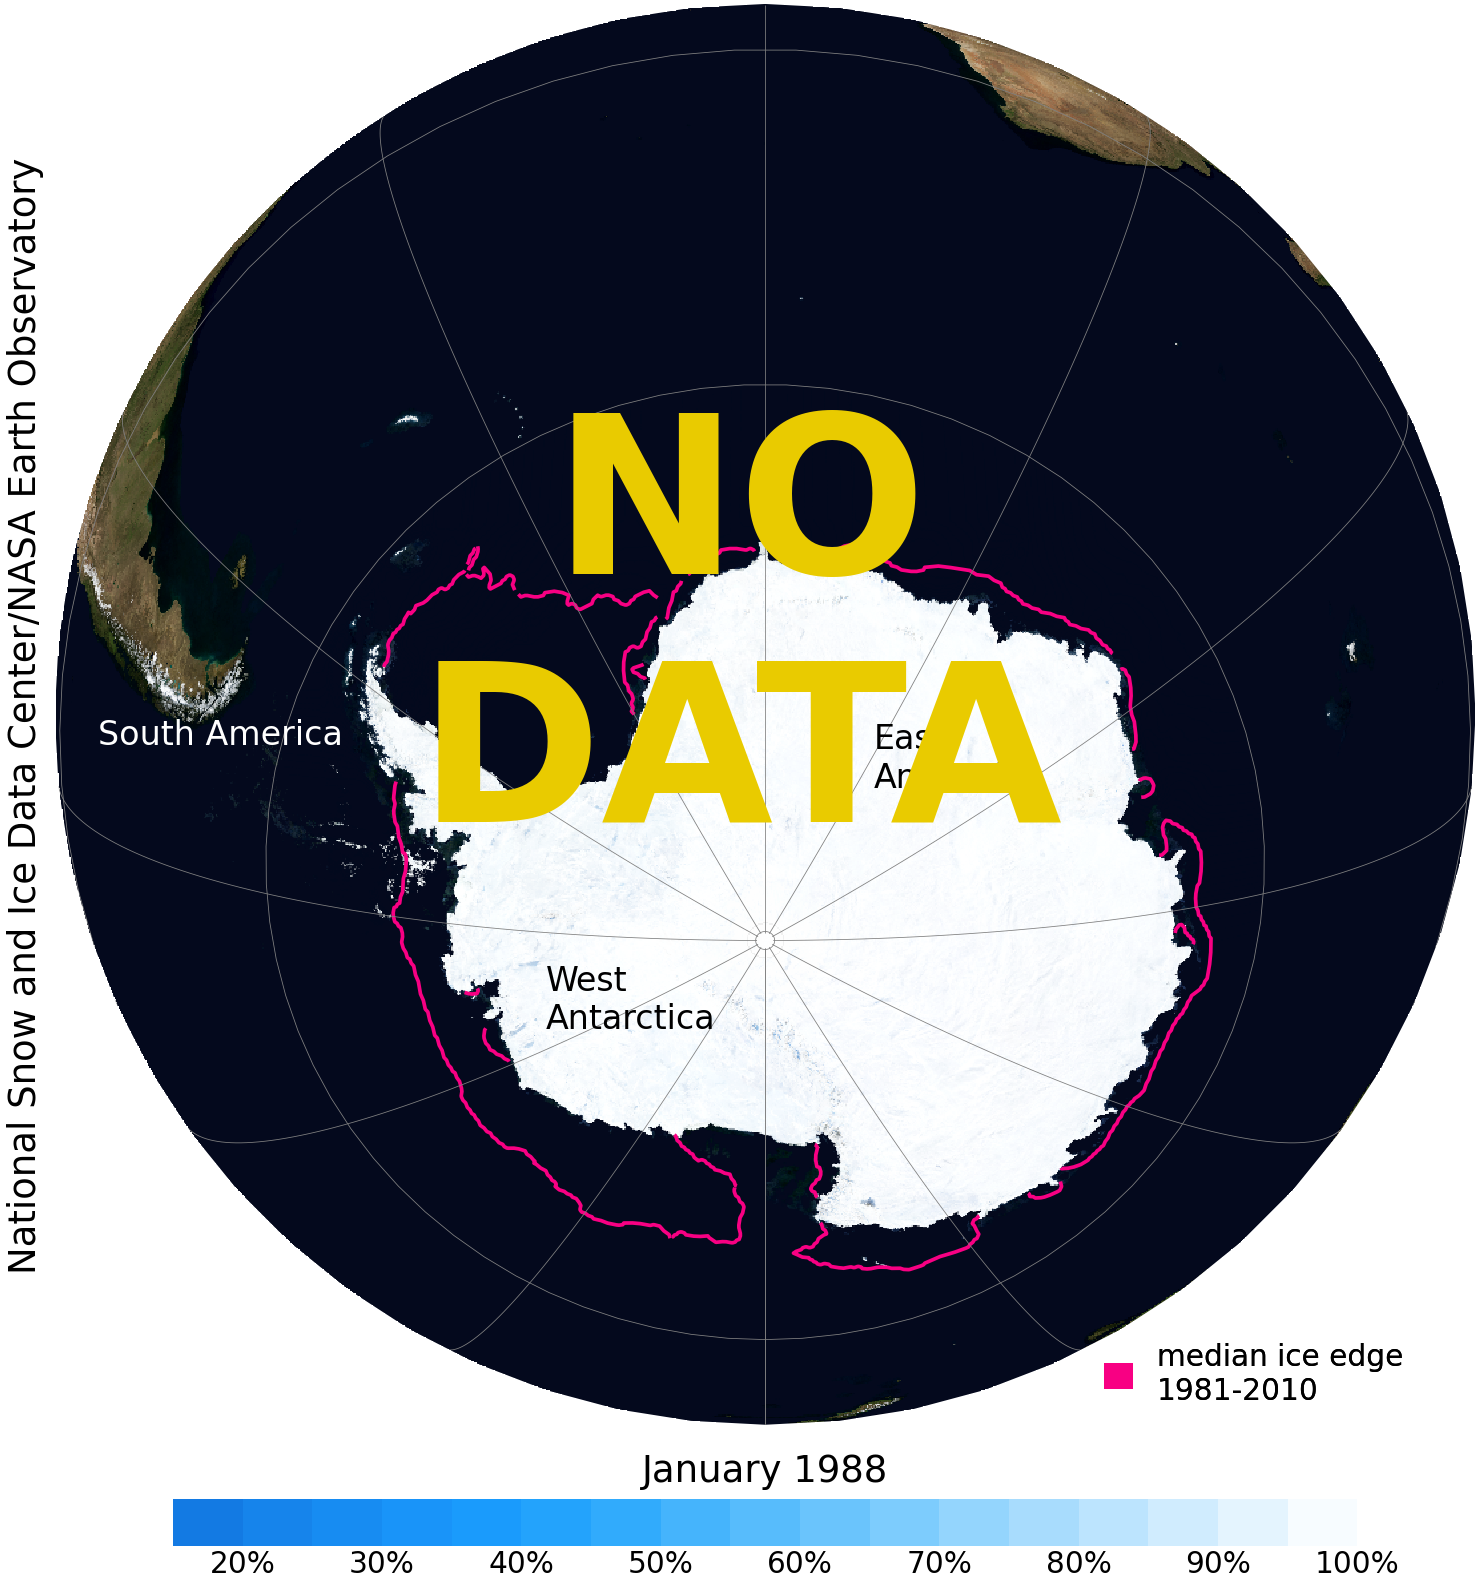 National Snow and Ice Data Center/NASA Earth Observatory
NO
DATA
South America
Eas
An
West
Antarctica
median ice edge
1981-2010
January 1988
20% 30% 40% 50% 60% 70% 80% 90% 100%